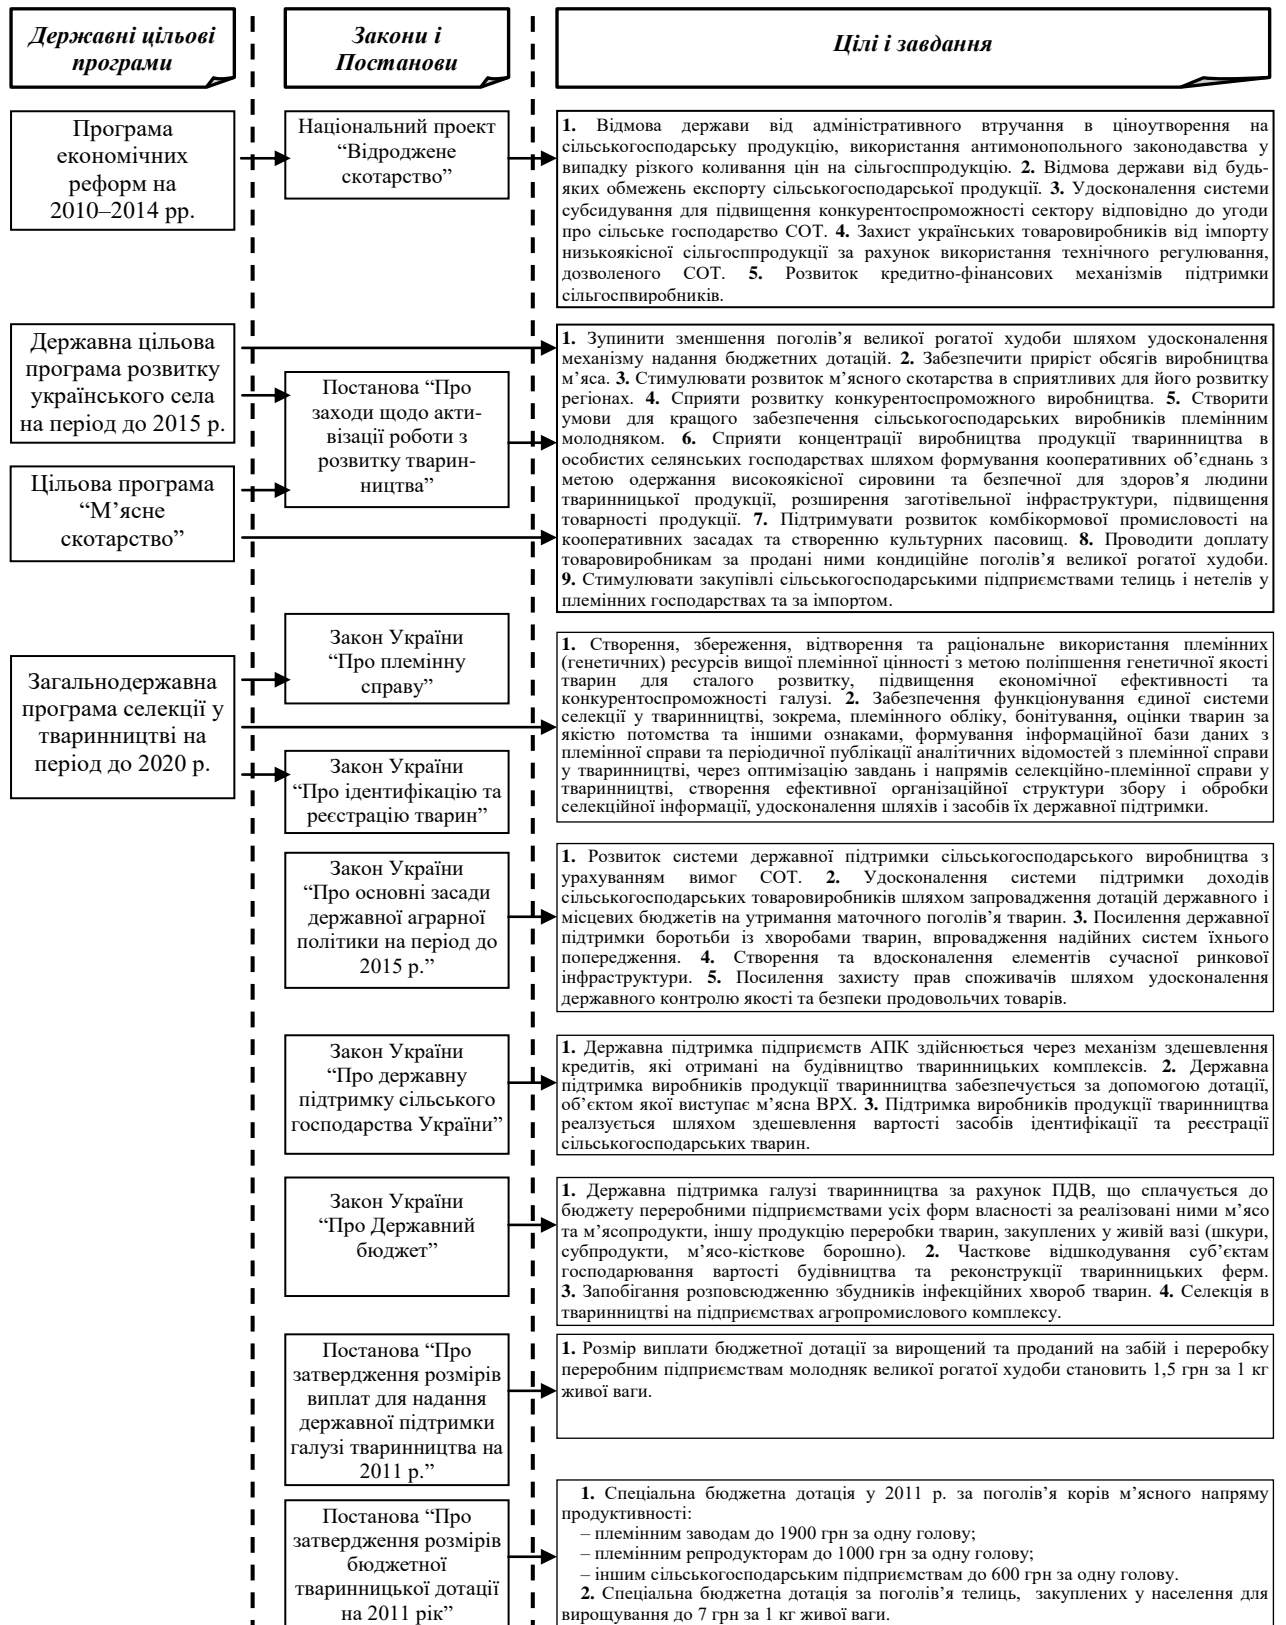 Державні цільові
програми
Закони і
Постанови
Цілі і завдання
Програма
економічних
реформ на
2010–2014 рр.
Національний проект
“Відроджене
скотарство”
1. Відмова держави від адміністративного втручання в ціноутворення на
сільськогосподарську продукцію, використання антимонопольного законодавства у
випадку різкого коливання цін на сільгосппродукцію. 2. Відмова держави від будь-
яких обмежень експорту сільськогосподарської продукції. 3. Удосконалення системи
субсидування для підвищення конкурентоспроможності сектору відповідно до угоди
про сільське господарство СОТ. 4. Захист українських товаровиробників від імпорту
низькоякісної сільгосппродукції за рахунок використання технічного регулювання,
дозволеного СОТ. 5. Розвиток кредитно-фінансових механізмів підтримки
сільгоспвиробників.
Державна цільова
програма розвитку
українського села
на період до 2015 р.
Цільова програма
“М’ясне
скотарство”
Постанова “Про
заходи щодо акти-
візації роботи з
розвитку тварин-
ництва”
1. Зупинити зменшення поголів’я великої рогатої худоби шляхом удосконалення
механізму надання бюджетних дотацій. 2. Забезпечити приріст обсягів виробництва
м’яса. 3. Стимулювати розвиток м’ясного скотарства в сприятливих для його розвитку
регіонах. 4. Сприяти розвитку конкурентоспроможного виробництва. 5. Створити
умови для кращого забезпечення сільськогосподарських виробників племінним
молодняком. 6. Сприяти концентрації виробництва продукції тваринництва в
особистих селянських господарствах шляхом формування кооперативних об’єднань з
метою одержання високоякісної сировини та безпечної для здоров’я людини
тваринницької продукції, розширення заготівельної інфраструктури, підвищення
товарності продукції. 7. Підтримувати розвиток комбікормової промисловості на
кооперативних засадах та створенню культурних пасовищ. 8. Проводити доплату
товаровиробникам за продані ними кондиційне поголів’я великої рогатої худоби.
9. Стимулювати закупівлі сільськогосподарськими підприємствами телиць і нетелів у
племінних господарствах та за імпортом.
Загальнодержавна
програма селекції у
тваринництві на
період до 2020 р.
Закон України
“Про племінну
справу”
Закон України
“Про ідентифікацію та
реєстрацію тварин”
1. Створення, збереження, відтворення та раціональне використання племінних
(генетичних) ресурсів вищої племінної цінності з метою поліпшення генетичної якості
тварин для сталого розвитку, підвищення економічної ефективності та
конкурентоспроможності галузі. 2. Забезпечення функціонування єдиної системи
селекції у тваринництві, зокрема, племінного обліку, бонітування, оцінки тварин за
якістю потомства та іншими ознаками, формування інформаційної бази даних з
племінної справи та періодичної публікації аналітичних відомостей з племінної справи
у тваринництві, через оптимізацію завдань і напрямів селекційно-племінної справи у
тваринництві, створення ефективної організаційної структури збору і обробки
селекційної інформації, удосконалення шляхів і засобів їх державної підтримки.
Закон України
“Про основні засади
державної аграрної
політики на період до
2015 р.”
1. Розвиток системи державної підтримки сільськогосподарського виробництва з
урахуванням вимог СОТ. 2. Удосконалення системи підтримки доходів
сільськогосподарських товаровиробників шляхом запровадження дотацій державного і
місцевих бюджетів на утримання маточного поголів’я тварин. 3. Посилення державної
підтримки боротьби із хворобами тварин, впровадження надійних систем їхнього
попередження. 4. Створення та вдосконалення елементів сучасної ринкової
інфраструктури. 5. Посилення захисту прав споживачів шляхом удосконалення
державного контролю якості та безпеки продовольчих товарів.
Закон України
“Про державну
підтримку сільського
господарства України”
1. Державна підтримка підприємств АПК здійснюється через механізм здешевлення
кредитів, які отримані на будівництво тваринницьких комплексів. 2. Державна
підтримка виробників продукції тваринництва забезпечується за допомогою дотації,
об’єктом якої виступає м’ясна ВРХ. 3. Підтримка виробників продукції тваринництва
реалзується шляхом здешевлення вартості засобів ідентифікації та реєстрації
сільськогосподарських тварин.
Закон України
“Про Державний
бюджет”
1. Державна підтримка галузі тваринництва за рахунок ПДВ, що сплачується до
бюджету переробними підприємствами усіх форм власності за реалізовані ними м’ясо
та м’ясопродукти, іншу продукцію переробки тварин, закуплених у живій вазі (шкури,
субпродукти, м’ясо-кісткове борошно). 2. Часткове відшкодування суб’єктам
господарювання вартості будівництва та реконструкції тваринницьких ферм.
3. Запобігання розповсюдженню збудників інфекційних хвороб тварин. 4. Селекція в
тваринництві на підприємствах агропромислового комплексу.
Постанова “Про
затвердження розмірів
виплат для надання
державної підтримки
галузі тваринництва на
2011 р.”
1. Розмір виплати бюджетної дотації за вирощений та проданий на забій і переробку
переробним підприємствам молодняк великої рогатої худоби становить 1,5 грн за 1 кг
живої ваги.
Постанова “Про
затвердження розмірів
бюджетної
тваринницької дотації
на 2011 рік”
1. Спеціальна бюджетна дотація у 2011 р. за поголів’я корів м’ясного напряму
продуктивності:
– племінним заводам до 1900 грн за одну голову;
– племінним репродукторам до 1000 грн за одну голову;
– іншим сільськогосподарським підприємствам до 600 грн за одну голову.
2. Спеціальна бюджетна дотація за поголів’я телиць, закуплених у населення для
вирощування до 7 грн за 1 кг живої ваги.